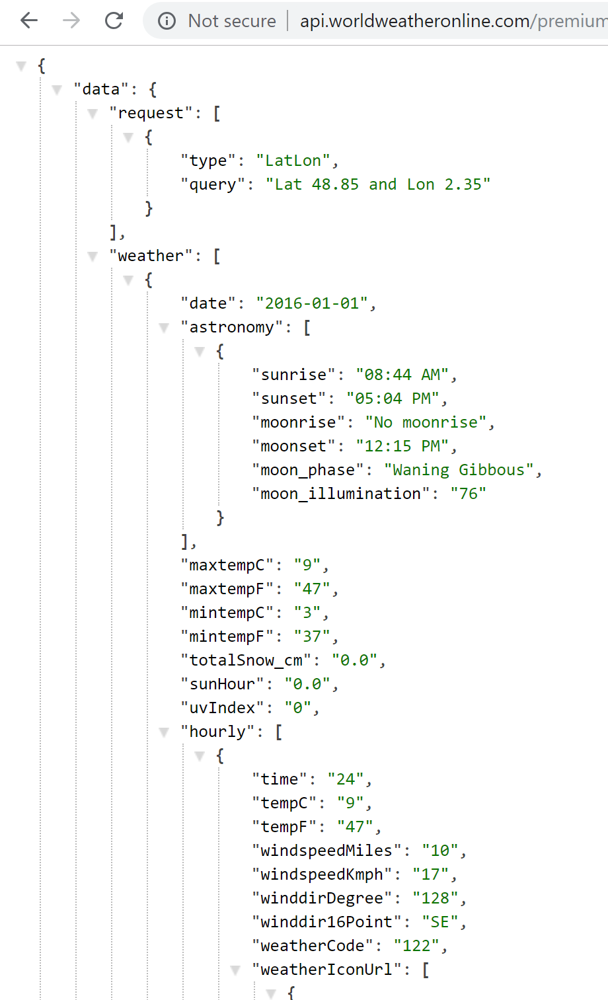 Not secure | api.worldweatheronline.com/premium
{
"data": {
"request": [
{
"type": "LatLon",
"query": "Lat 48.85 and Lon 2.35"
}
],
"weather": [
{
"date": "2016-01-01",
"astronomy": [
{
"sunrise": "08:44 AM",
"sunset": "05:04 PM",
"moonrise": "No moonrise",
"moonset": "12:15 PM",
"moon_phase": "Waning Gibbous",
"moon_illumination": "76"
}
],
"maxtempC": "9",
"maxtempF": "47",
"mintempC": "3",
"mintempF": "37",
"totalSnow_cm": "0.0",
"sunHour": "0.0",
"uvIndex": "0",
"hourly": [
{
"time": "24",
"tempC": "9",
"tempF": "47",
"windspeedMiles": "10",
"windspeedKmph": "17",
"winddirDegree": "128",
"winddir16Point": "SE",
"weatherCode": "122",
"weatherIconUrl": [
{